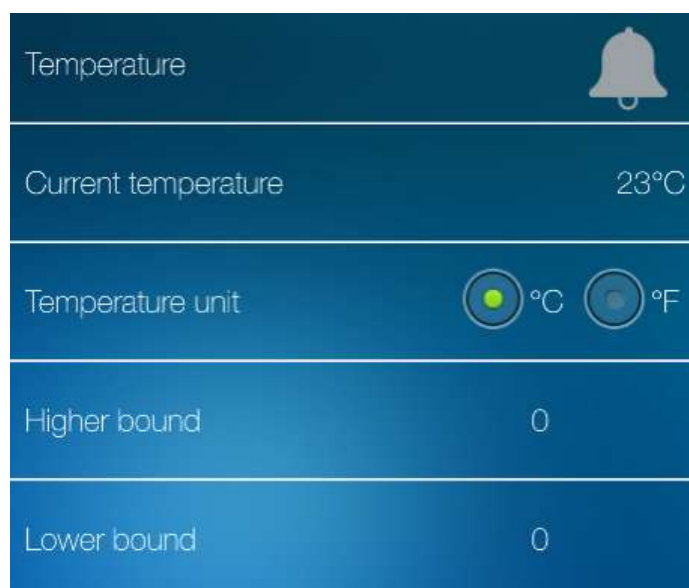 Temperature
Current temperature 23°C
Temperature unit °C °F
Higher bound 0
Lower bound 0